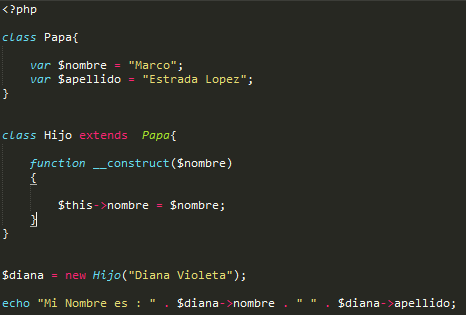 <?php
class Papa{
var $nombre = "Marco";
var $apellido = "Estrada Lopez";
}
class Hijo extends  Papa{
function __construct($nombre)
{
$this->nombre = $nombre;
}
}
$diana = new Hijo("Diana Violeta");
echo "Mi Nombre es : " . $diana->nombre . " " . $diana->apellido;